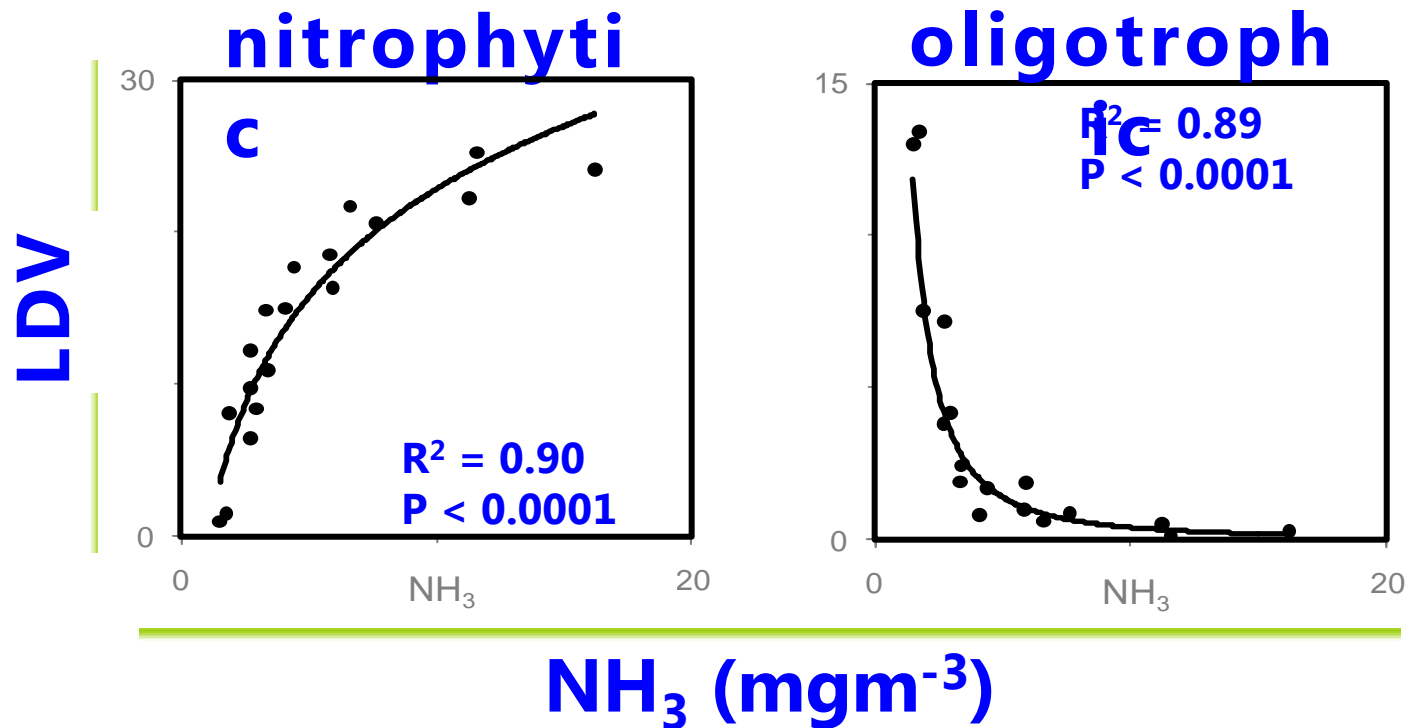 nitrophyti
c
oligotroph
ic
30
0
0
20
NH₃
R² = 0.90
P < 0.0001
15
0
0
20
NH₃
R² = 0.89
P < 0.0001
LDV
NH₃ (mgm⁻³)